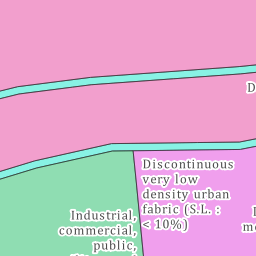 Discontinuous
very low
density urban
fabric (S.L. :
< 10%)
Industrial,
commercial,
public,